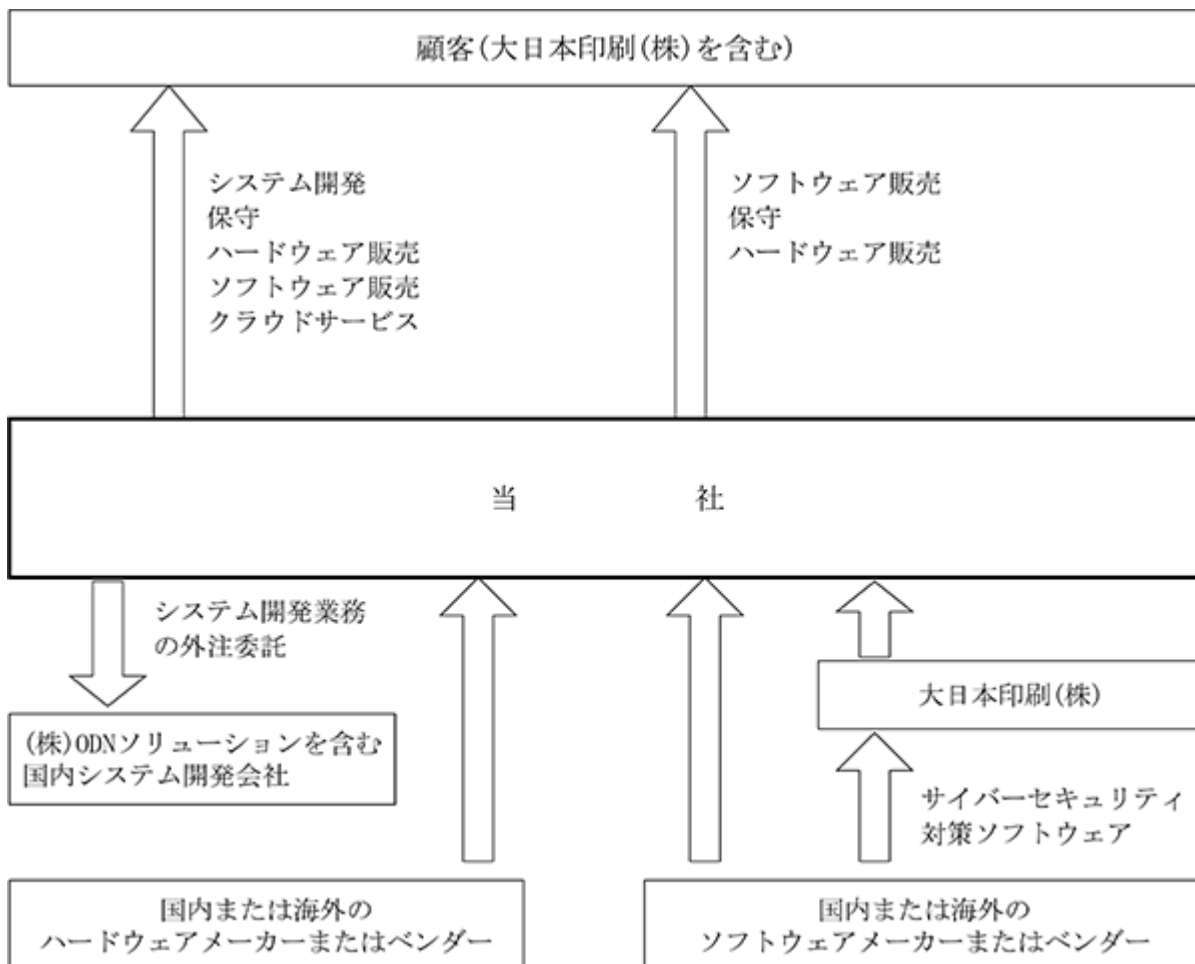 顧客(大日本印刷(株)を含む)
システム開発
保守
ハードウェア販売
ソフトウェア販売
クラウドサービス
ソフトウェア販売
保守
ハードウェア販売
当 社
システム開発業務
の外注委託
大日本印刷(株)
(株)ODNソリューションを含む
国内システム開発会社
サイバーセキュリティ
対策ソフトウェア
国内または海外の
ハードウェアメーカーまたはベンダー
国内または海外の
ソフトウェアメーカーまたはベンダー